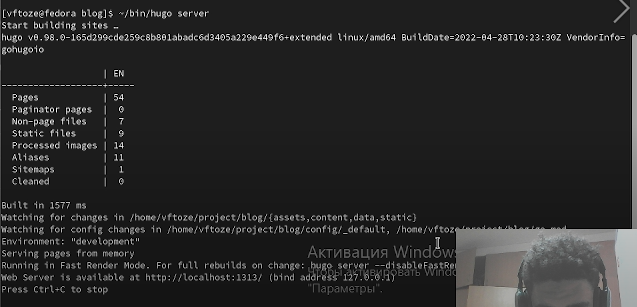 [vftoze@fedora blog]$ ~/bin/hugo server
Start building sites …
hugo v0.98.0-165d299cde259c8b801abadc6d3405a229e449f6+extended linux/amd64 BuildDate=2022-04-28T10:23:30Z VendorInfo=
gohugoio
| EN
-------------------+-----
Pages | 54
Paginator pages | 0
Non-page files | 7
Static files | 9
Processed images | 14
Aliases | 11
Sitemaps | 1
Cleaned | 0
Built in 1577 ms
Watching for changes in /home/vftoze/project/blog/{assets,content,data,static}
Watching for config changes in /home/vftoze/project/blog/config/_default, /home/vftoze/project/blog/go.mod
Environment: "development"
Serving pages from memory
Активация Windows
Running in Fast Render Mode. For full rebuilds on change: hugo server --disableFastRe
активировать Windo
Web Server is available at http://localhost:1313/ (bind address 127.0.0.1)
"Параметры".
Press Ctrl+C to stop